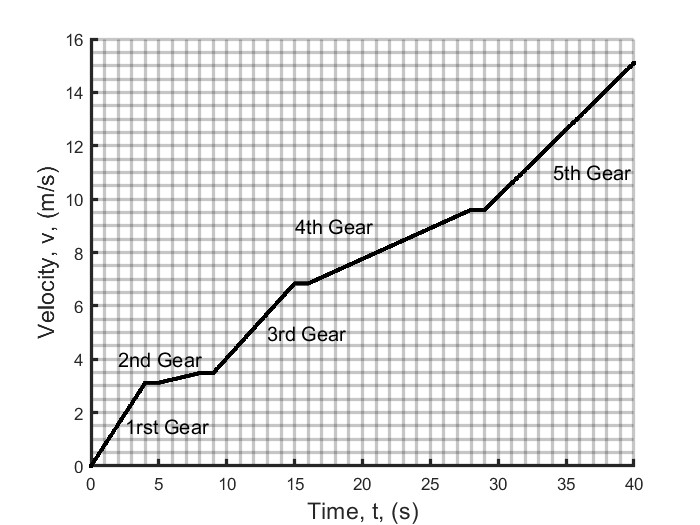 16
14
12
10
8
6
4
2
0
Velocity, v, (m/s)
5th Gear
4th Gear
3rd Gear
2nd Gear
1rst Gear
0 5 10 15 20 25 30 35 40
Time, t, (s)